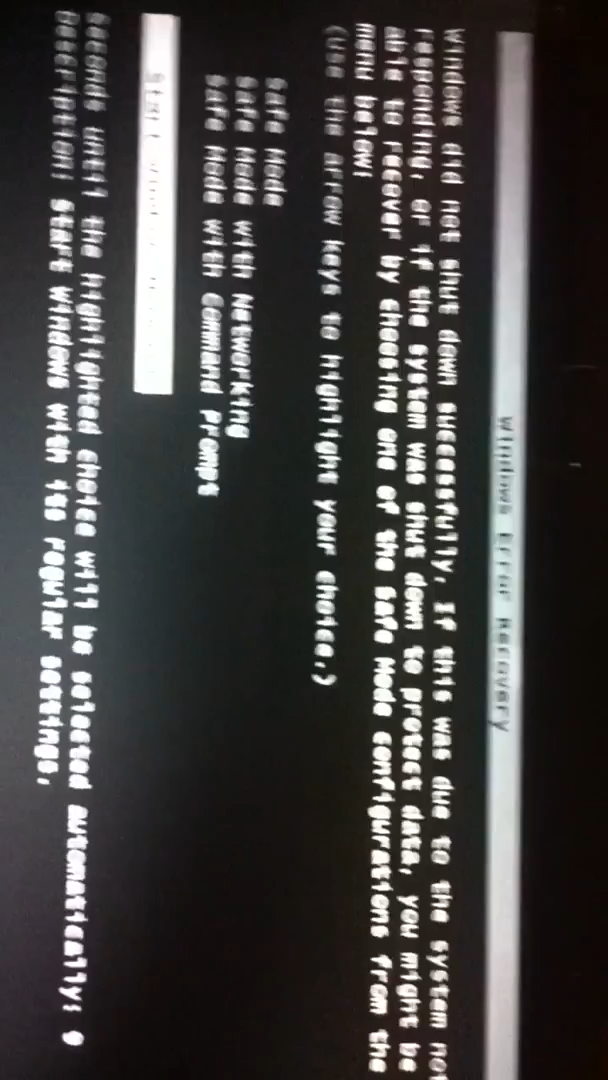 Windows Error Recovery
Windows did not shut down successfully. If this was due to the system not
responding, or if the system was shut down to protect data, you might be
able to recover by choosing one of the Safe Mode configurations from the
menu below:
(Use the arrow keys to highlight your choice.)
Safe Mode
Safe Mode with Networking
Safe Mode with Command Prompt
Start Windows Normally
Seconds until the highlighted choice will be selected automatically: 9
Description: Start Windows with its regular settings.